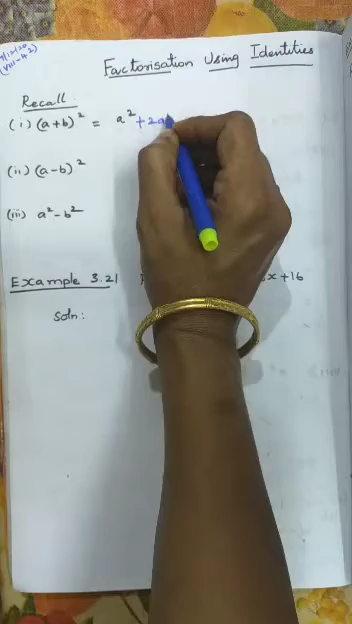 Factorisation Using Identities
Recall:
(i) (a+b)² = a² + 2a
(ii) (a-b)²
(iii) a² - b²
Example 3.21 x + 16
Soln: